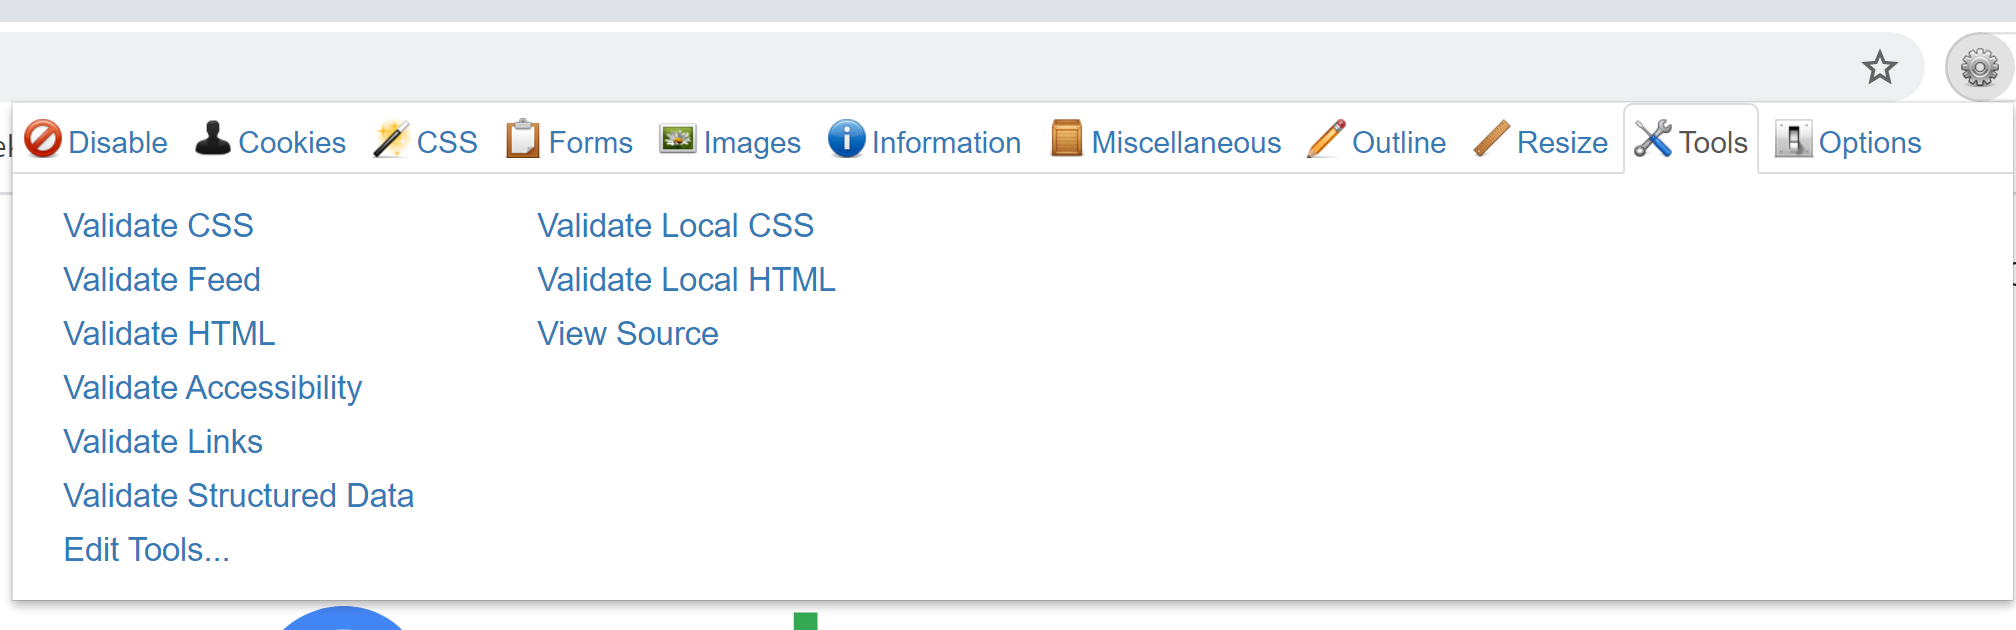 Disable Cookies CSS Forms Images Information Miscellaneous Outline Resize Tools Options
Validate CSS
Validate Feed
Validate HTML
Validate Accessibility
Validate Links
Validate Structured Data
Edit Tools...
Validate Local CSS
Validate Local HTML
View Source